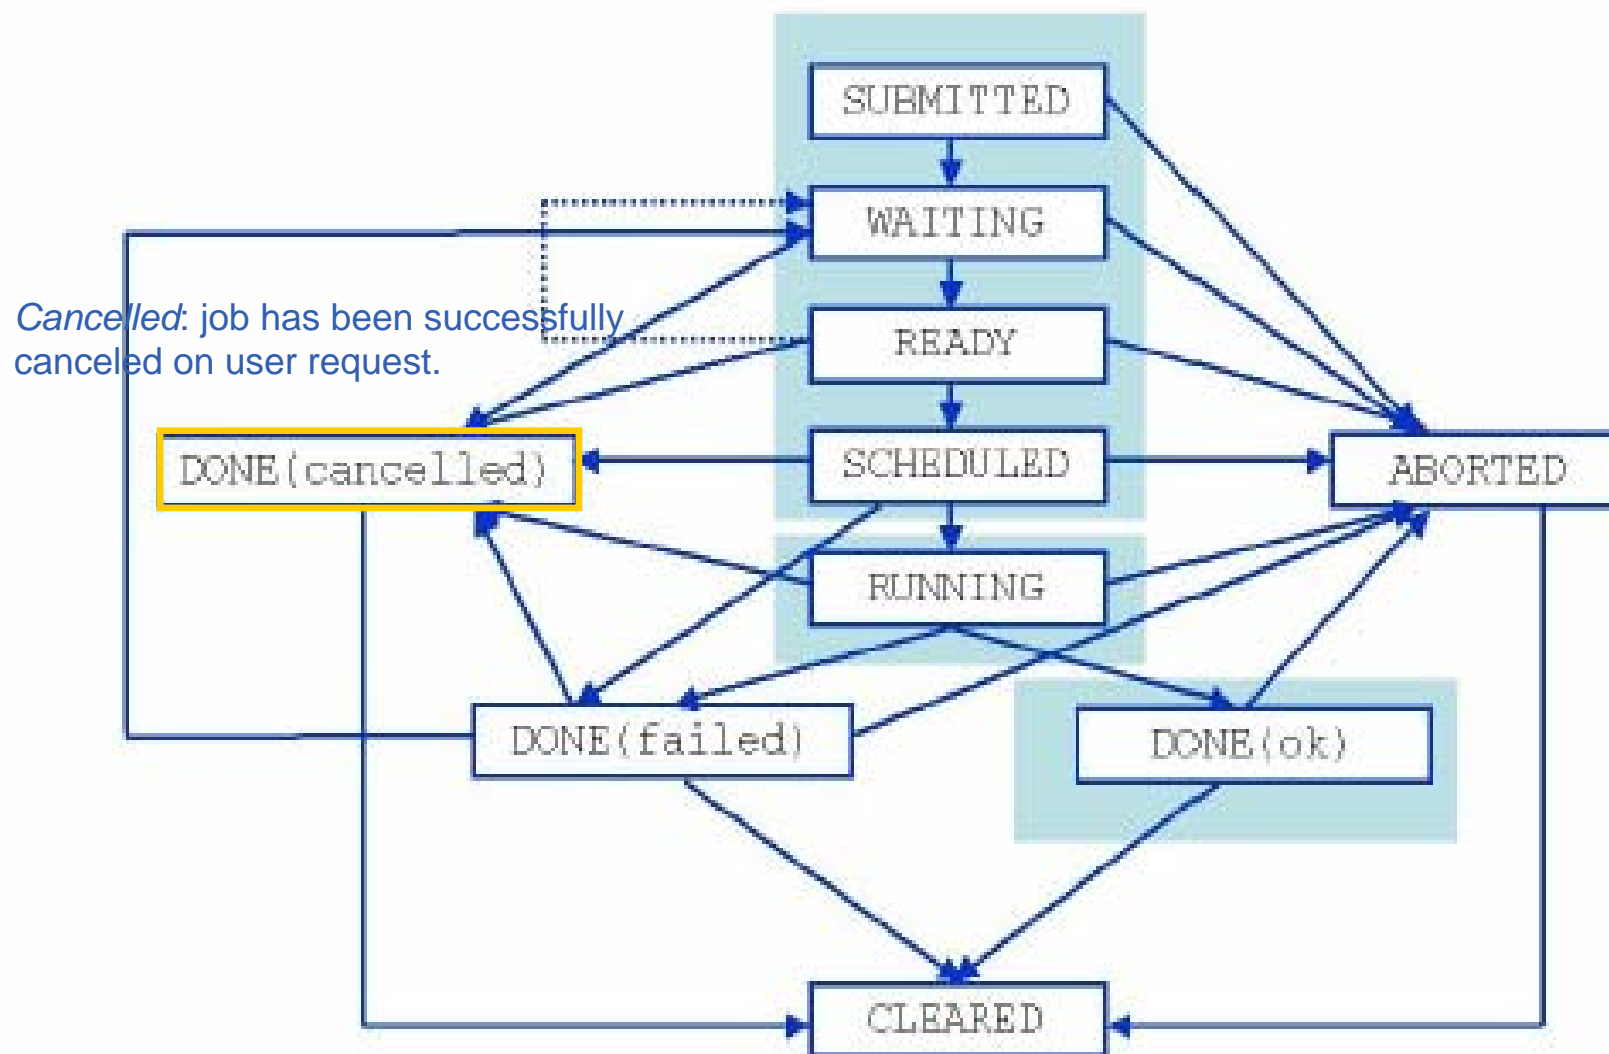 SUBMITTED
WAITING
Cancelled: job has been successfully
canceled on user request.
READY
DONE(cancelled)
SCHEDULED
ABORTED
RUNNING
DONE(failed)
DONE(ok)
CLEARED